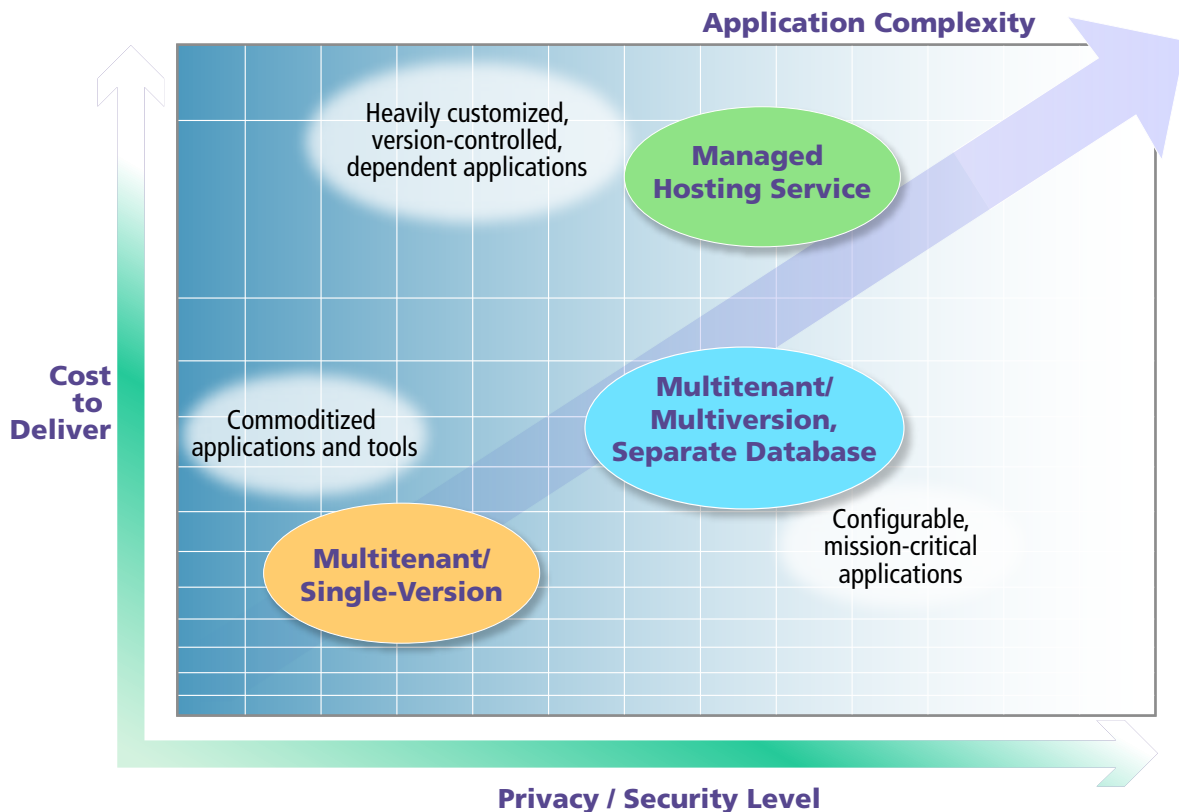 Application Complexity
Heavily customized,
version-controlled,
dependent applications
Managed
Hosting Service
Cost
to
Deliver
Multitenant/
Multiversion,
Separate Database
Commoditized
applications and tools
Configurable,
mission-critical
applications
Multitenant/
Single-Version
Privacy / Security Level